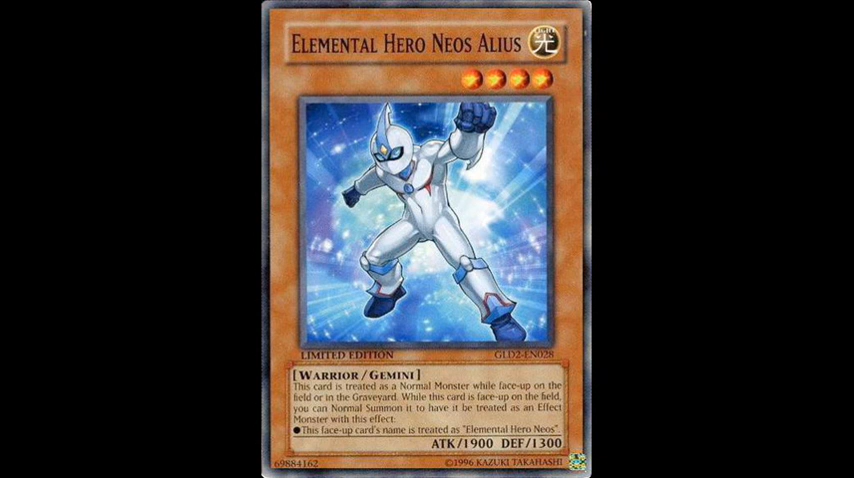 ELEMENTAL HERO NEOS ALIUS
LIGHT
光
LIMITED EDITION GLD2-EN028
[WARRIOR / GEMINI]
This card is treated as a Normal Monster while face-up on the
field or in the Graveyard. While this card is face-up on the field,
you can Normal Summon it to have it be treated as an Effect
Monster with this effect:
●This face-up card's name is treated as "Elemental Hero Neos".
ATK/1900 DEF/1300
69884162 ©1996 KAZUKI TAKAHASHI